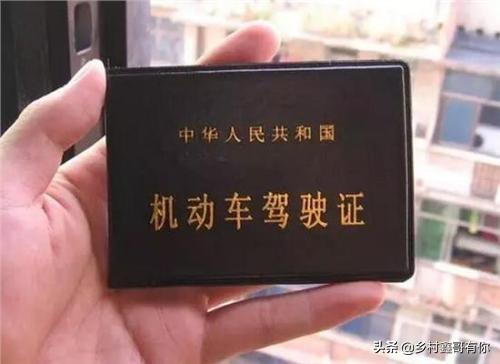 中华人民共和国
机动车驾驶证
头条 @乡村鑫哥有你